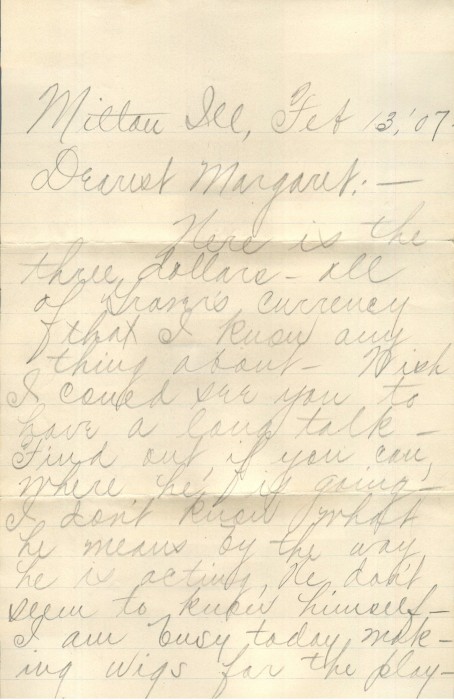 Milton Ill, Feb 13,'07.
Dearest Margaret:—
Here is the
three dollars – all
of currency
that I know any
thing about – Wish
I could see you to
have a long talk –
Find out, if you can,
where he is going –
I don't know what
he means by the way
he is acting, He don't
seem to know himself –
I am busy today mak-
ing wigs for the play –